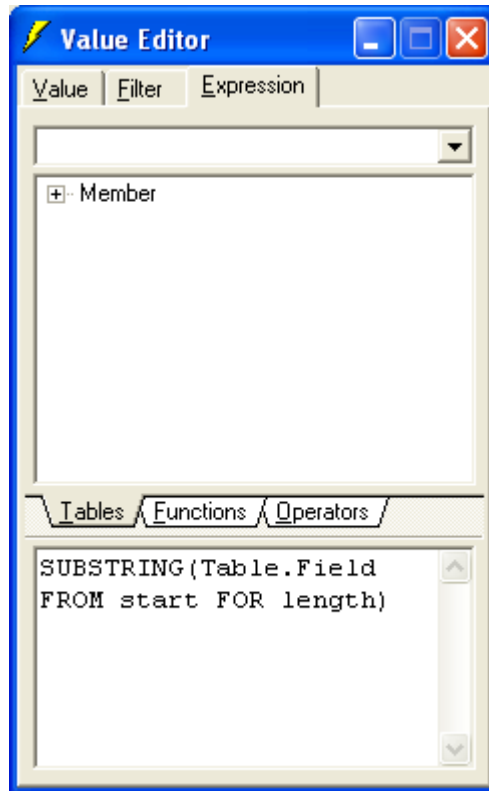 Value Editor
Value Filter Expression
Member
Tables Functions Operators
SUBSTRING(Table.Field
FROM start FOR length)